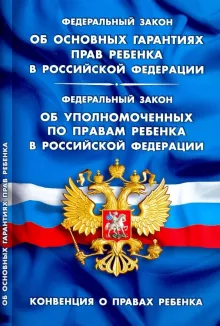 ФЕДЕРАЛЬНЫЙ ЗАКОН
ОБ ОСНОВНЫХ ГАРАНТИЯХ
ПРАВ РЕБЕНКА
В РОССИЙСКОЙ ФЕДЕРАЦИИ
ФЕДЕРАЛЬНЫЙ ЗАКОН
ОБ УПОЛНОМОЧЕННЫХ
ПО ПРАВАМ РЕБЕНКА
В РОССИЙСКОЙ ФЕДЕРАЦИИ
КОНВЕНЦИЯ О ПРАВАХ РЕБЕНКА
ОБ ОСНОВНЫХ ГАРАНТИЯХ ПРАВ РЕБЕНКА